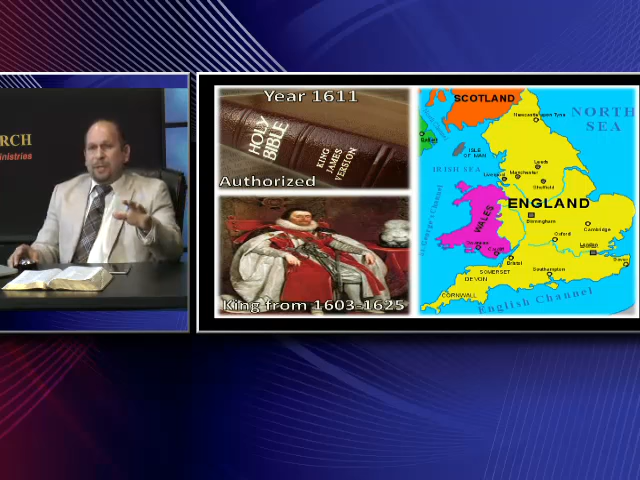 RCH
inistries
Year 1611
HOLY
BIBLE
KING
JAMES
VERSION
Authorized
King from 1603-1625
SCOTLAND
NORTH
SEA
ISLE
OF MAN
IRISH SEA
Leeds
Manchester
Liverpool
Sheffield
ENGLAND
WALES
Birmingham
Cambridge
Oxford
London
Bristol
Dover
SOMERSET
Southampton
DEVON
CORNWALL
English Channel